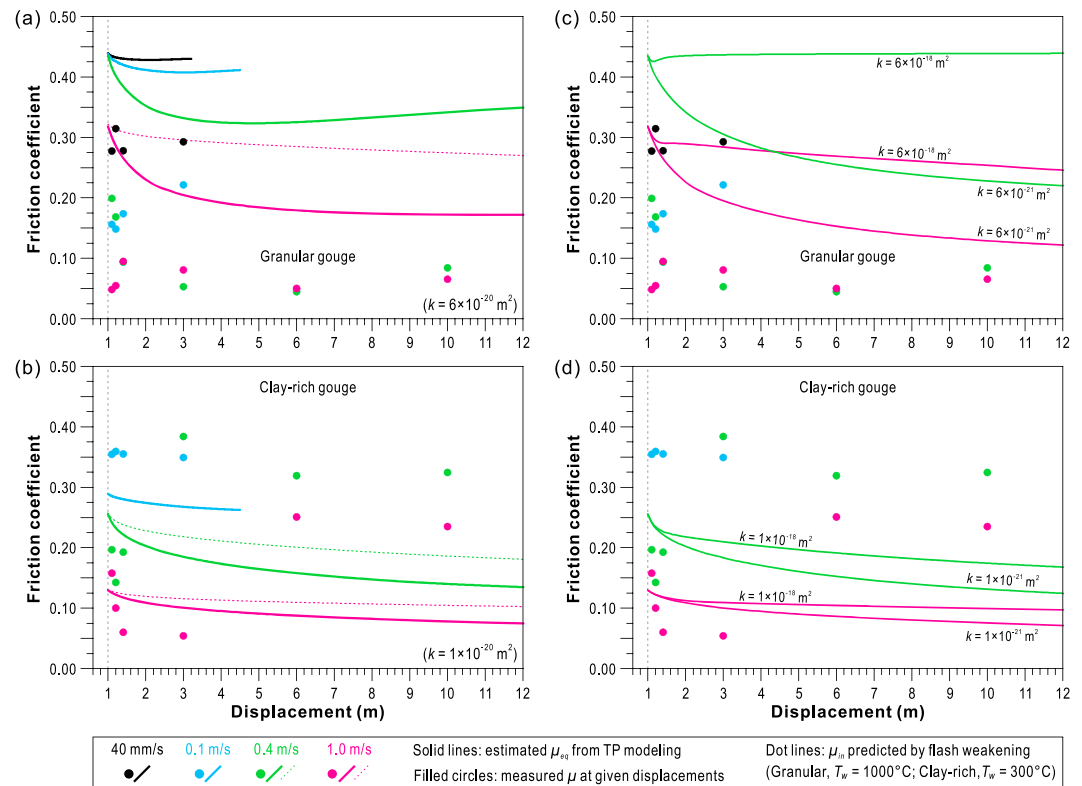 (a)
0.50
0.40
0.30
0.20
0.10
0.00
Friction coefficient
Granular gouge
(k = 6×10⁻²⁰ m²)
1 2 3 4 5 6 7 8 9 10 11 12
(c)
0.50
0.40
0.30
0.20
0.10
0.00
Friction coefficient
k = 6×10⁻¹⁸ m²
k = 6×10⁻¹⁸ m²
k = 6×10⁻²¹ m²
k = 6×10⁻²¹ m²
Granular gouge
1 2 3 4 5 6 7 8 9 10 11 12
(b)
0.50
0.40
0.30
0.20
0.10
0.00
Friction coefficient
Clay-rich gouge
(k = 1×10⁻²⁰ m²)
1 2 3 4 5 6 7 8 9 10 11 12
Displacement (m)
(d)
0.50
0.40
0.30
0.20
0.10
0.00
Friction coefficient
Clay-rich gouge
k = 1×10⁻¹⁸ m²
k = 1×10⁻²¹ m²
k = 1×10⁻¹⁸ m²
k = 1×10⁻²¹ m²
1 2 3 4 5 6 7 8 9 10 11 12
Displacement (m)
40 mm/s 0.1 m/s 0.4 m/s 1.0 m/s
Solid lines: estimated μeq from TP modeling
Filled circles: measured μ at given displacements
Dot lines: μin predicted by flash weakening
(Granular, Tw = 1000°C; Clay-rich, Tw = 300°C)